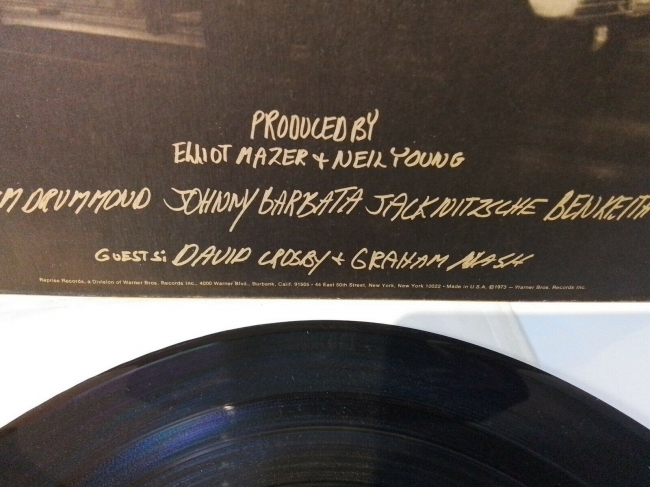 PRODUCED BY
ELLIOT MAZER + NEIL YOUNG
M DRUMMOND JOHNNY BARBATA JACK NITZSCHE BEN KEITH
GUESTS: DAVID CROSBY + GRAHAM NASH
Reprise Records, a Division of Warner Bros. Records Inc., 4000 Warner Blvd., Burbank, Calif. 91505 • 44 East 50th Street, New York, New York 10022 • Made in U.S.A. ©1973 — Warner Bros. Records Inc.